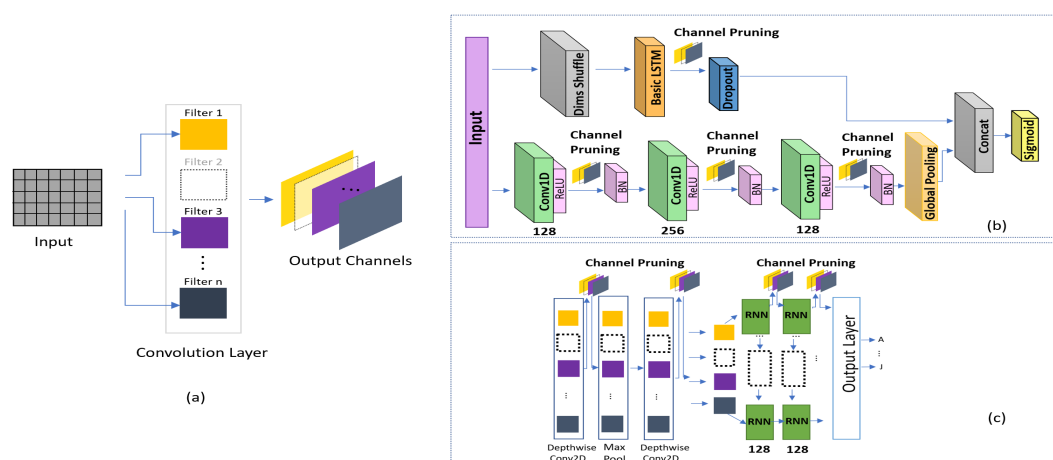 (a)
Filter 1
Filter 2
Filter 3
Filter n
Input
Convolution Layer
Output Channels
...
Input
Dims Shuffle
Basic LSTM
Channel Pruning
Dropout
Conv1D
ReLU
128
Channel
Pruning
BN
Conv1D
ReLU
256
Channel
Pruning
BN
Conv1D
ReLU
128
Channel
Pruning
BN
Global Pooling
Concat
Sigmoid
(b)
Channel Pruning
Channel Pruning
Depthwise
Conv2D
Max
Pool
Depthwise
Conv2D
RNN
RNN
RNN
RNN
128
128
Output Layer
A
J
(c)